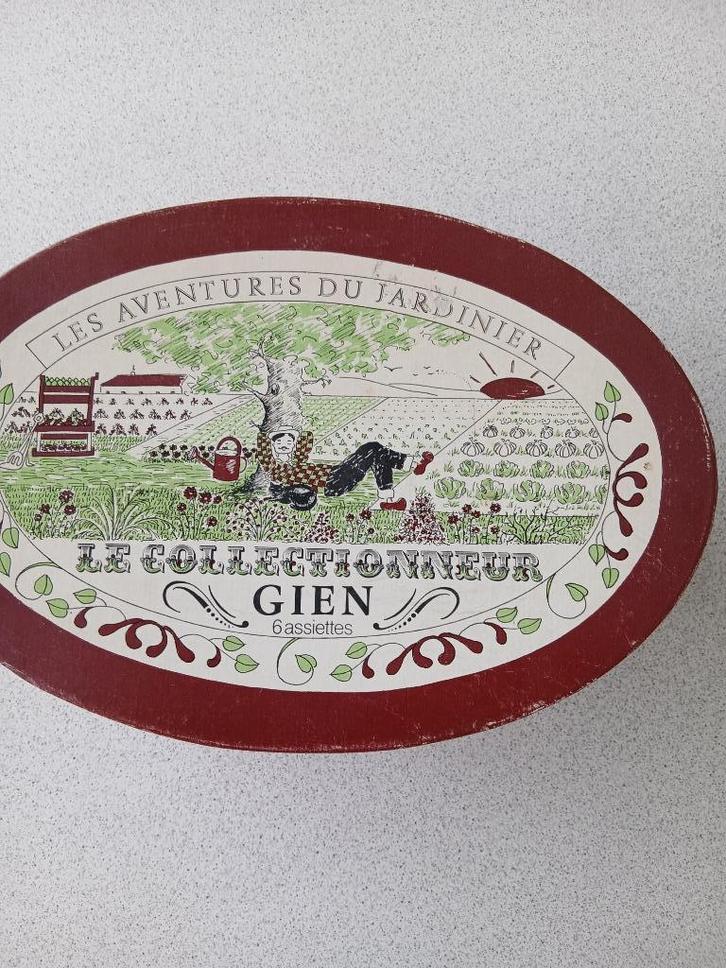 LES AVENTURES DU JARDINIER
LE COLLECTIONNEUR
GIEN
6 assiettes